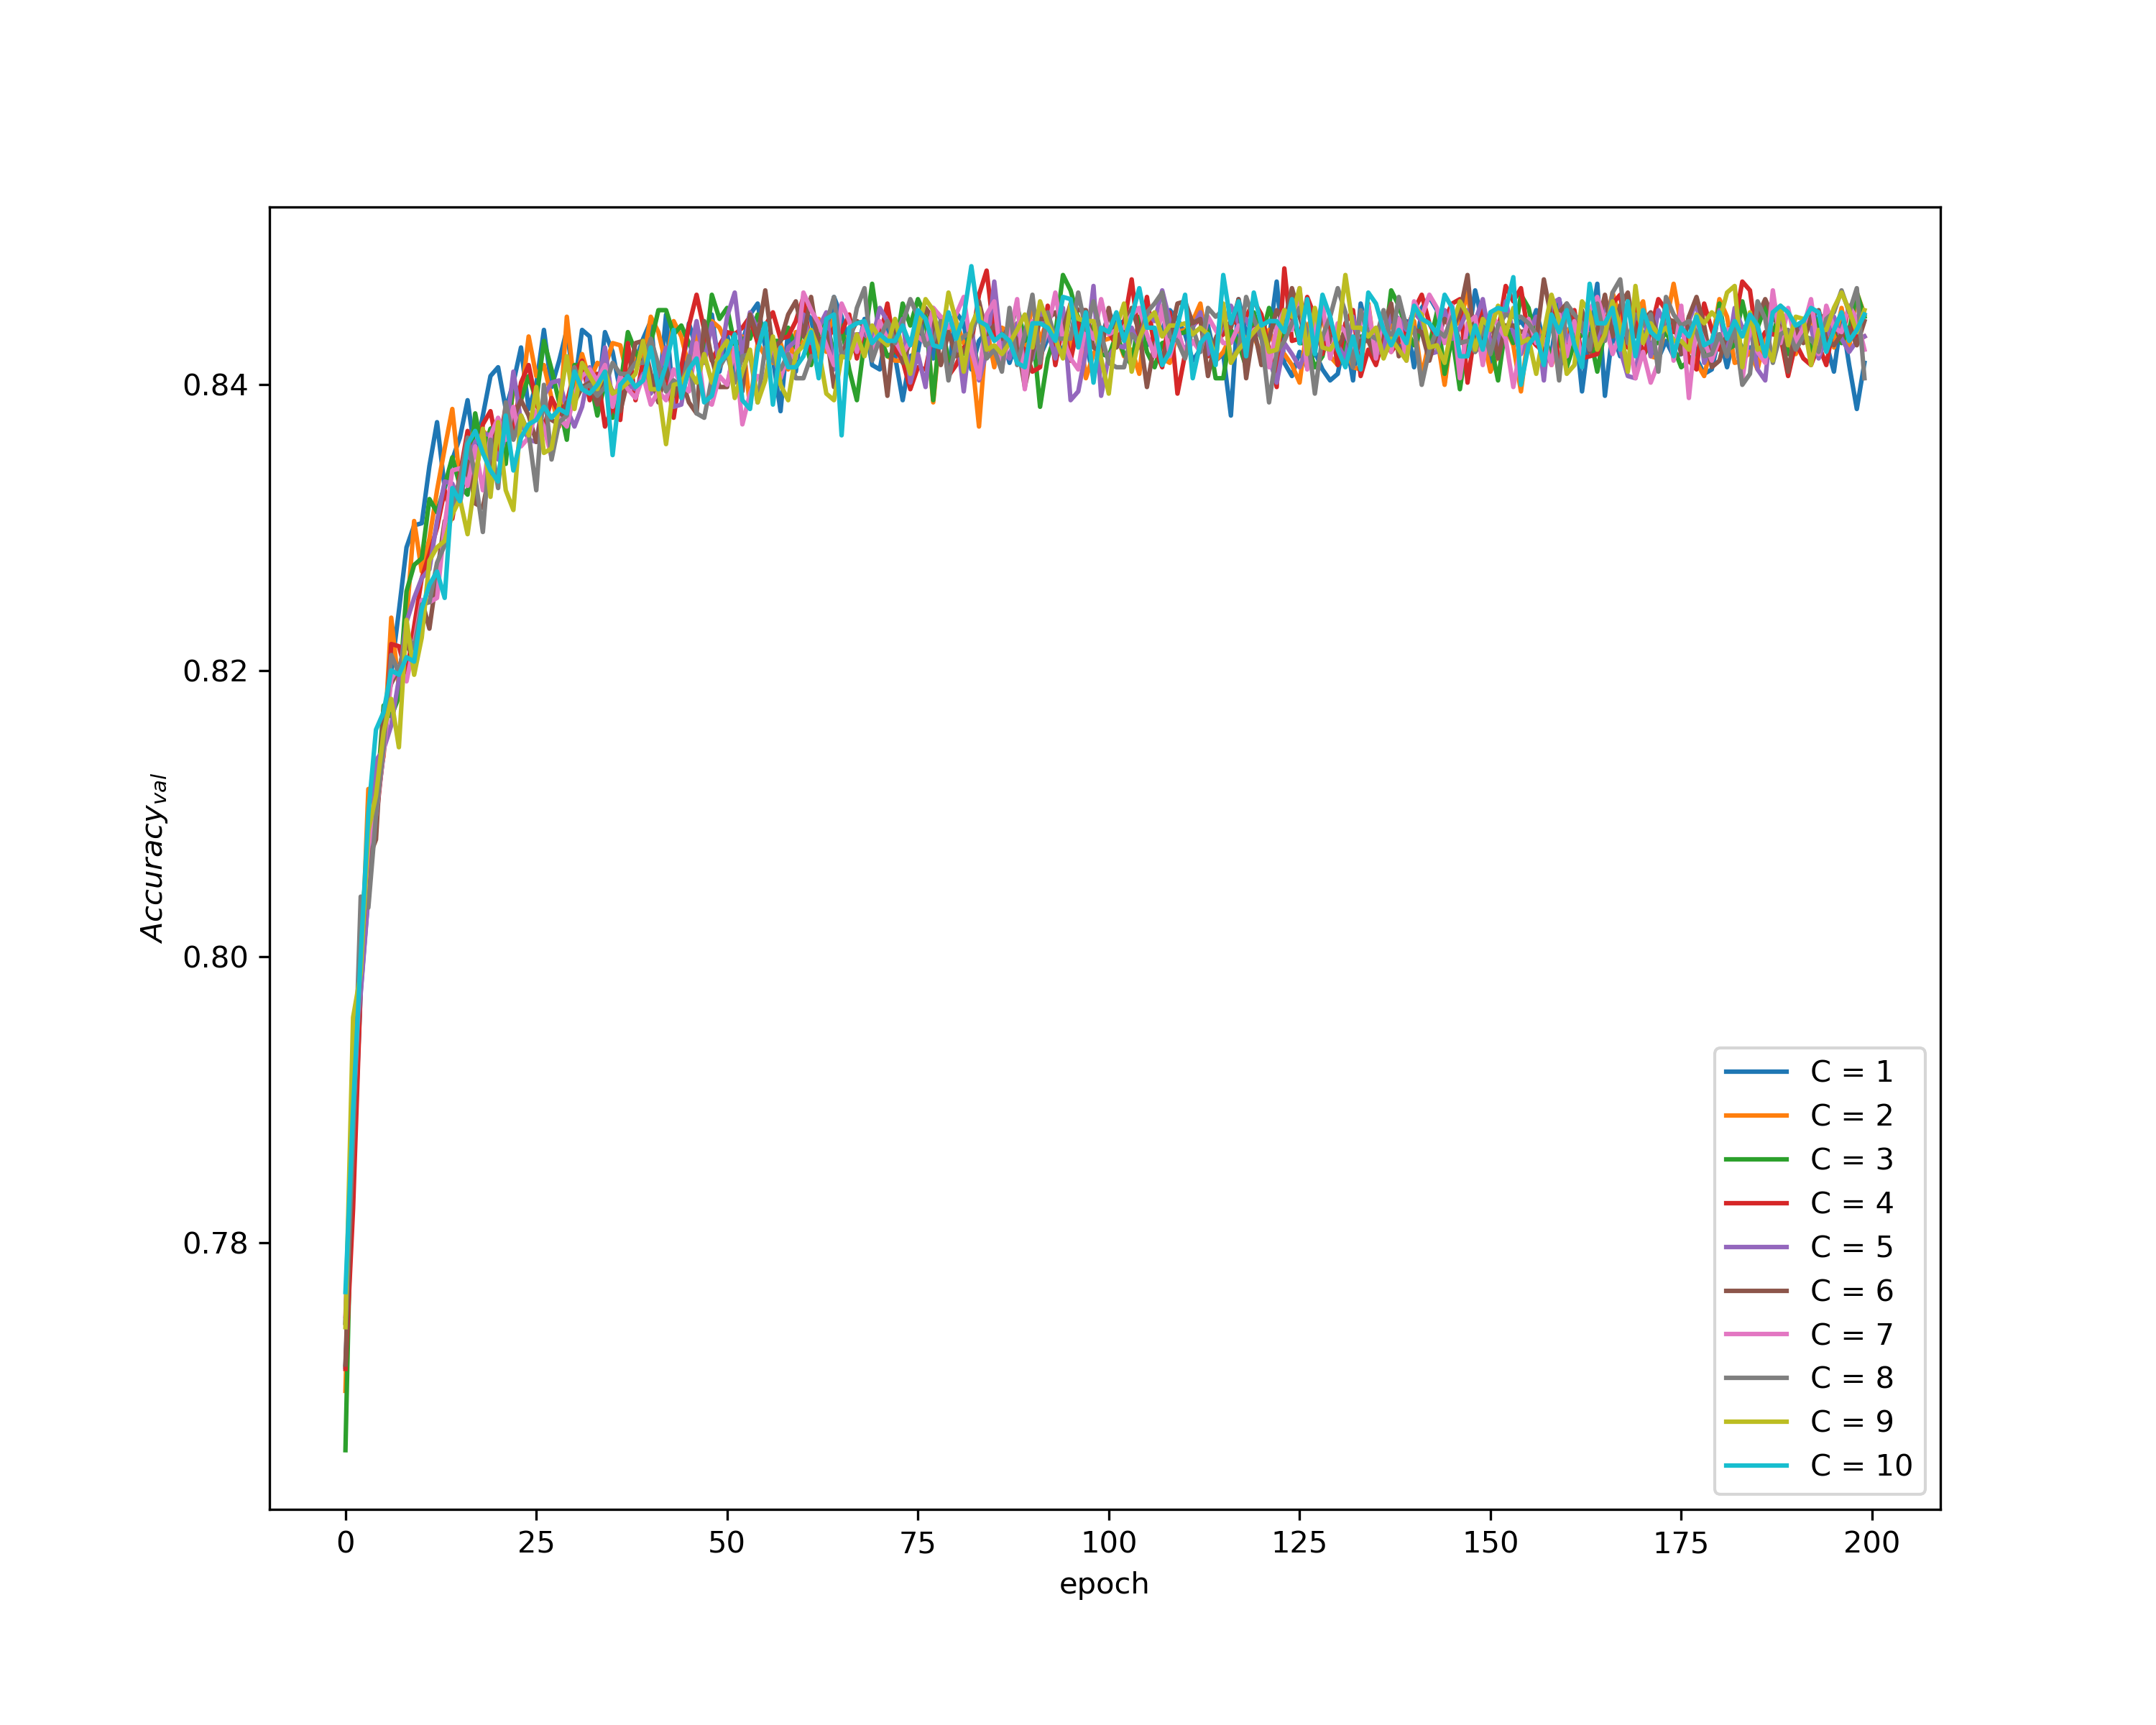 0.84
0.82
0.80
0.78
Accuracy_val
0 25 50 75 100 125 150 175 200
epoch
C = 1
C = 2
C = 3
C = 4
C = 5
C = 6
C = 7
C = 8
C = 9
C = 10